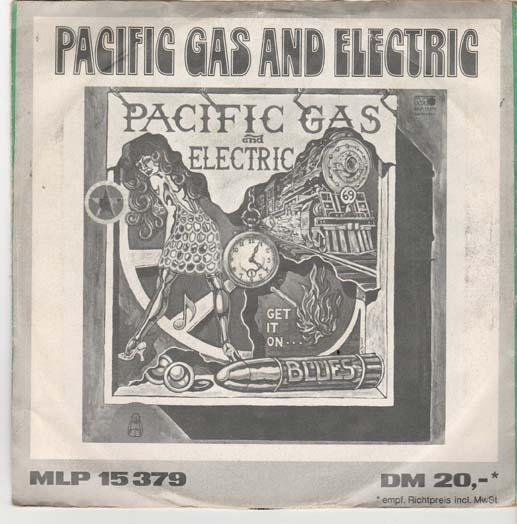 PACIFIC GAS AND ELECTRIC
PACIFIC GAS
and
ELECTRIC
69
GET
IT
ON...
BLUES
MLP 15 379
DM 20,-*
* empf. Richtpreis incl. MwSt.